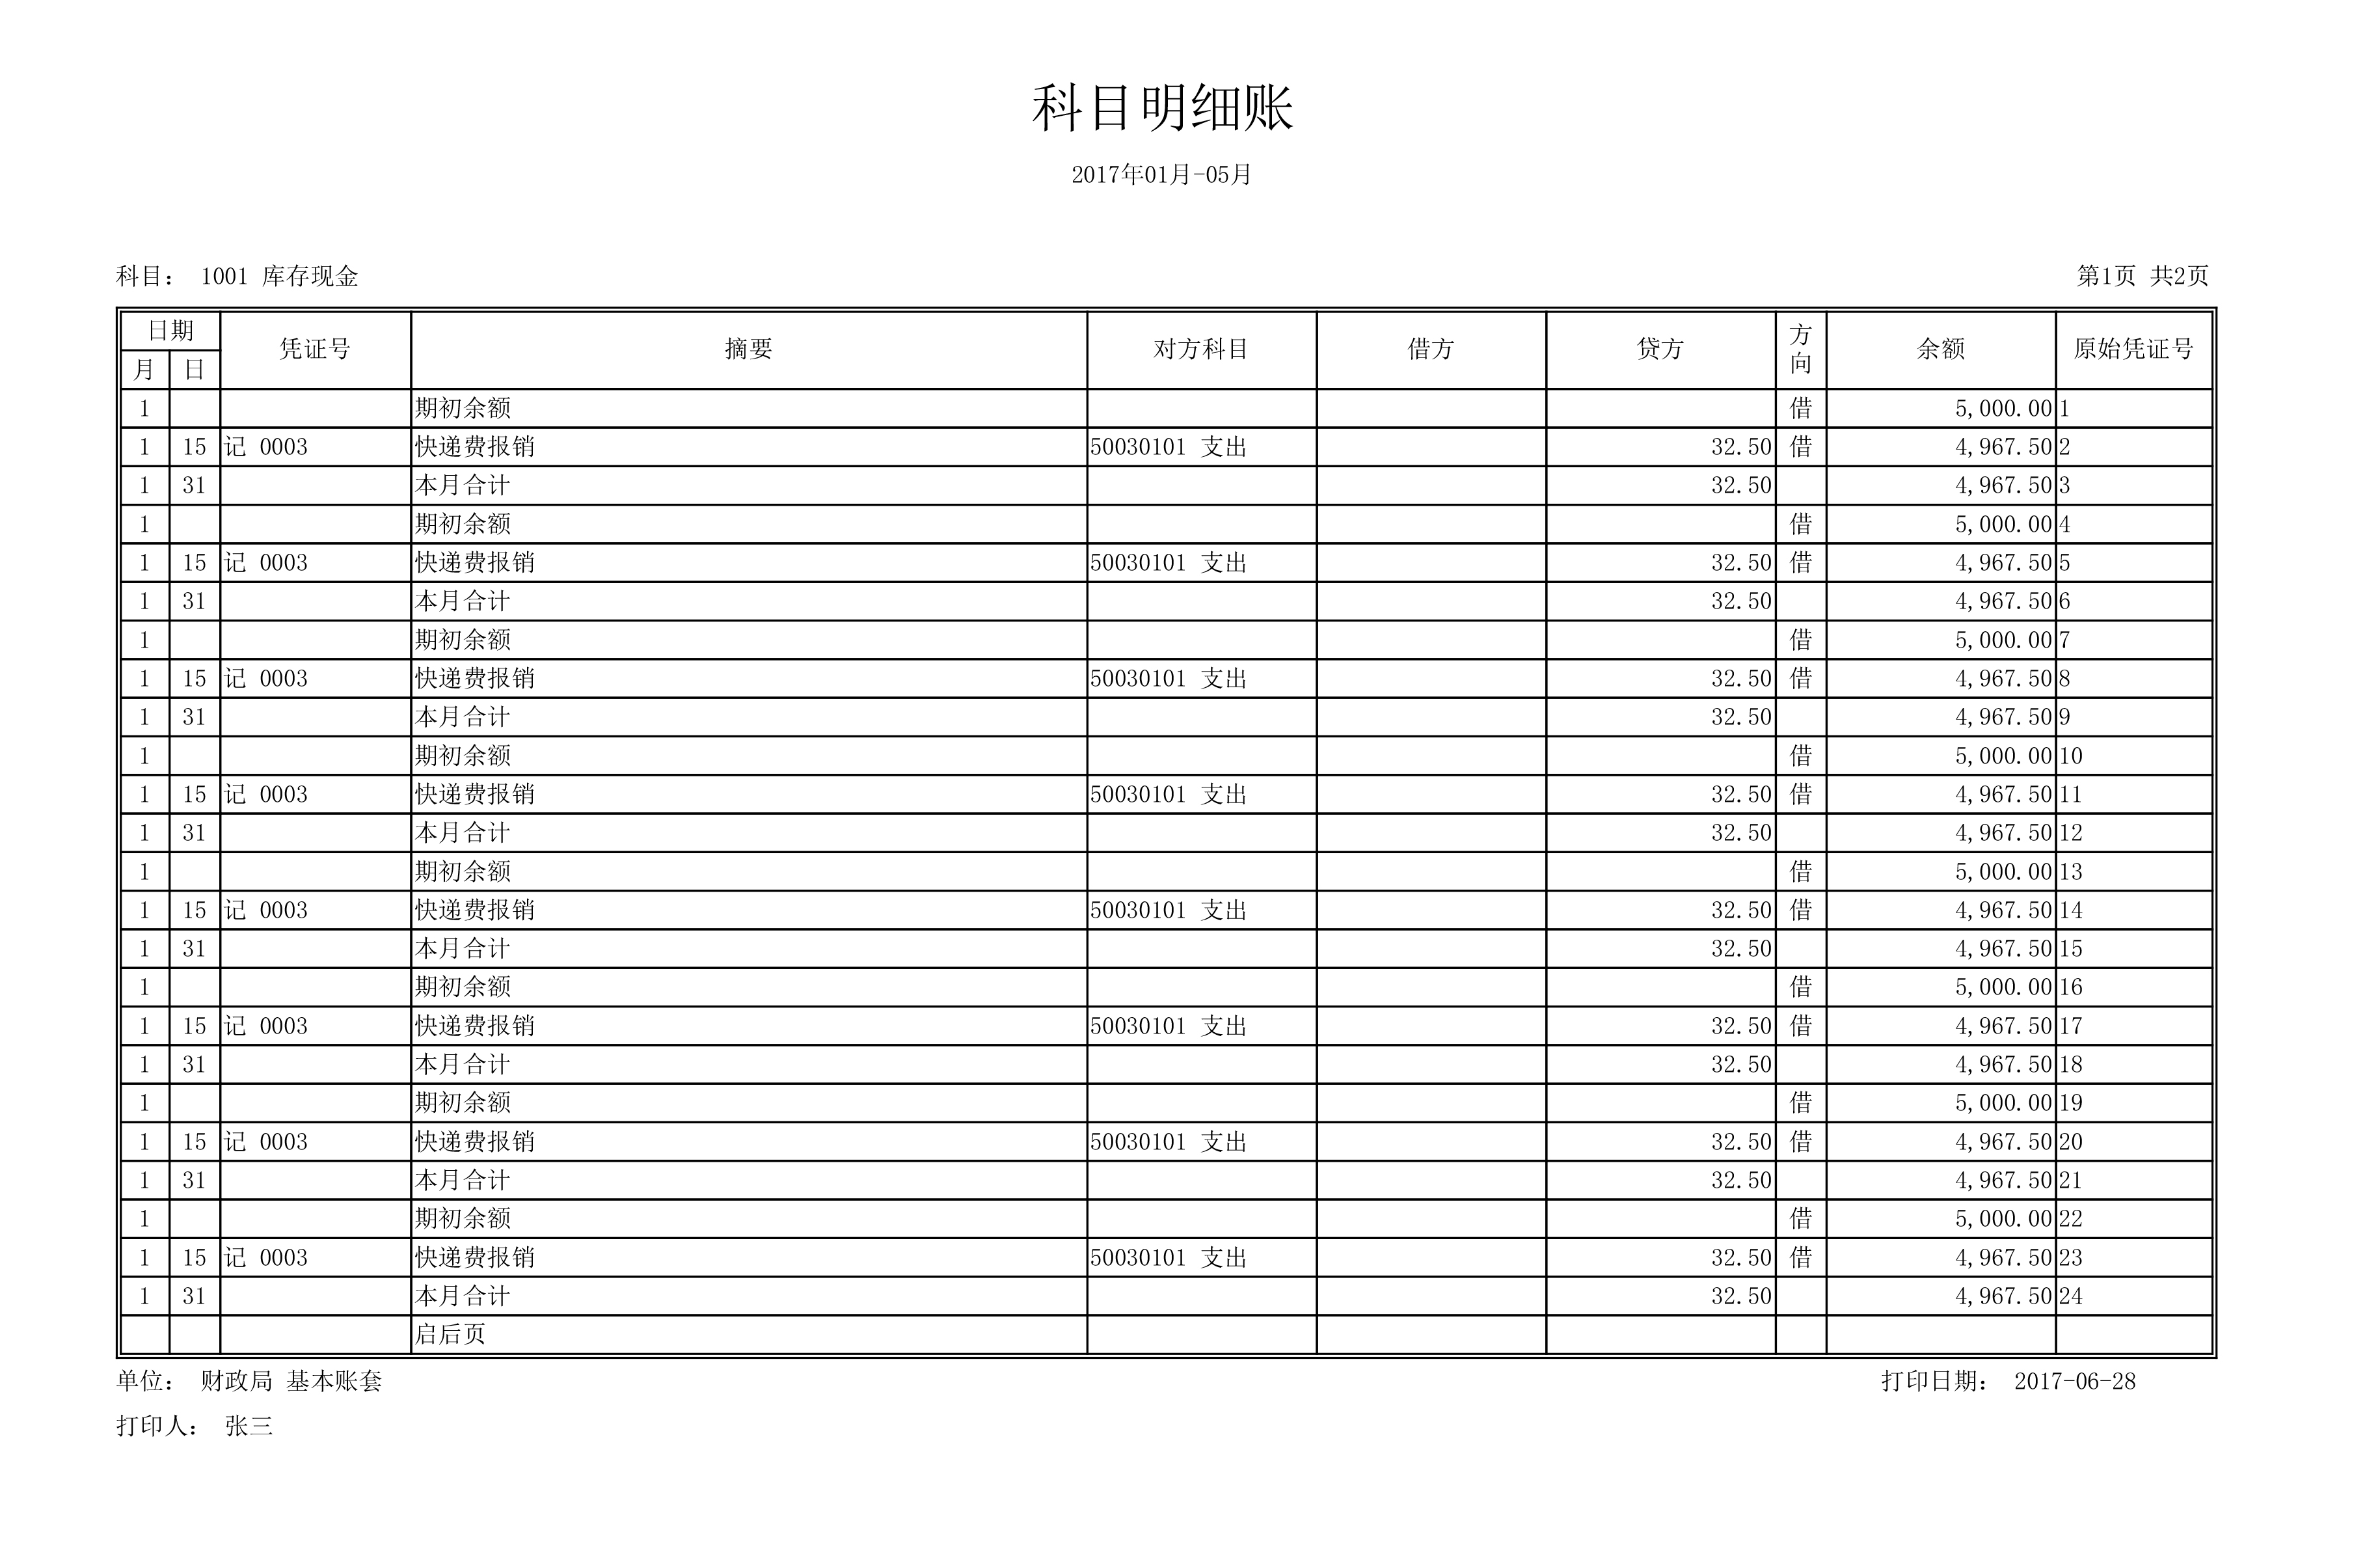 科目明细账
2017年01月-05月
科目： 1001 库存现金 第1页 共2页
日期 凭证号 摘要 对方科目 借方 贷方 方向 余额 原始凭证号
月 日
1 期初余额 借 5,000.00 1
1 15 记 0003 快递费报销 50030101 支出 32.50 借 4,967.50 2
1 31 本月合计 32.50 4,967.50 3
1 期初余额 借 5,000.00 4
1 15 记 0003 快递费报销 50030101 支出 32.50 借 4,967.50 5
1 31 本月合计 32.50 4,967.50 6
1 期初余额 借 5,000.00 7
1 15 记 0003 快递费报销 50030101 支出 32.50 借 4,967.50 8
1 31 本月合计 32.50 4,967.50 9
1 期初余额 借 5,000.00 10
1 15 记 0003 快递费报销 50030101 支出 32.50 借 4,967.50 11
1 31 本月合计 32.50 4,967.50 12
1 期初余额 借 5,000.00 13
1 15 记 0003 快递费报销 50030101 支出 32.50 借 4,967.50 14
1 31 本月合计 32.50 4,967.50 15
1 期初余额 借 5,000.00 16
1 15 记 0003 快递费报销 50030101 支出 32.50 借 4,967.50 17
1 31 本月合计 32.50 4,967.50 18
1 期初余额 借 5,000.00 19
1 15 记 0003 快递费报销 50030101 支出 32.50 借 4,967.50 20
1 31 本月合计 32.50 4,967.50 21
1 期初余额 借 5,000.00 22
1 15 记 0003 快递费报销 50030101 支出 32.50 借 4,967.50 23
1 31 本月合计 32.50 4,967.50 24
启后页
单位： 财政局 基本账套 打印日期： 2017-06-28
打印人： 张三